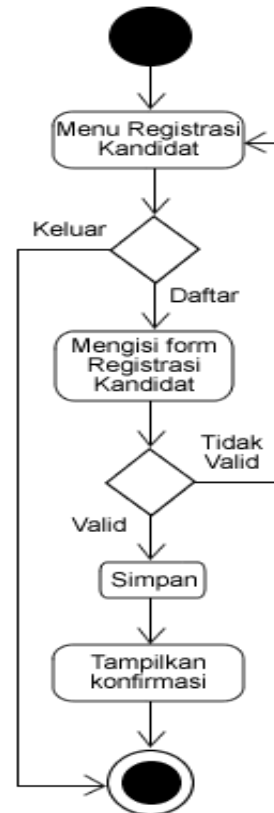 Menu Registrasi
Kandidat
Keluar
Daftar
Mengisi form
Registrasi
Kandidat
Tidak
Valid
Valid
Simpan
Tampilkan
konfirmasi